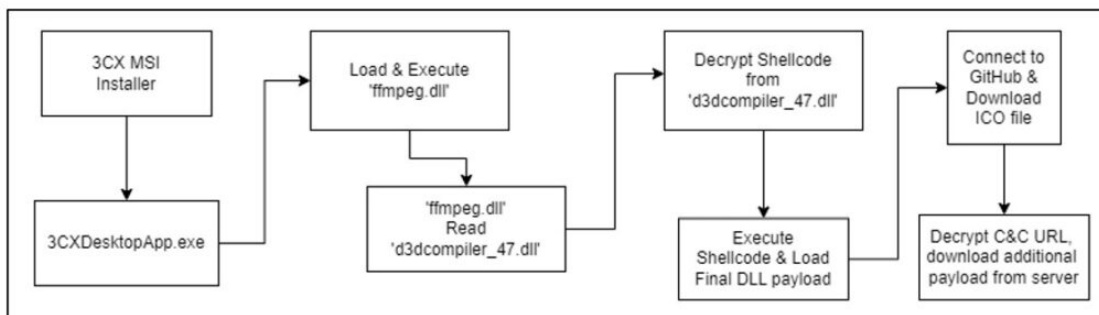 3CX MSI
Installer
3CXDesktopApp.exe
Load & Execute
'ffmpeg.dll'
'ffmpeg.dll'
Read
'd3dcompiler_47.dll'
Decrypt Shellcode
from
'd3dcompiler_47.dll'
Execute
Shellcode & Load
Final DLL payload
Connect to
GitHub &
Download
ICO file
Decrypt C&C URL,
download additional
payload from server